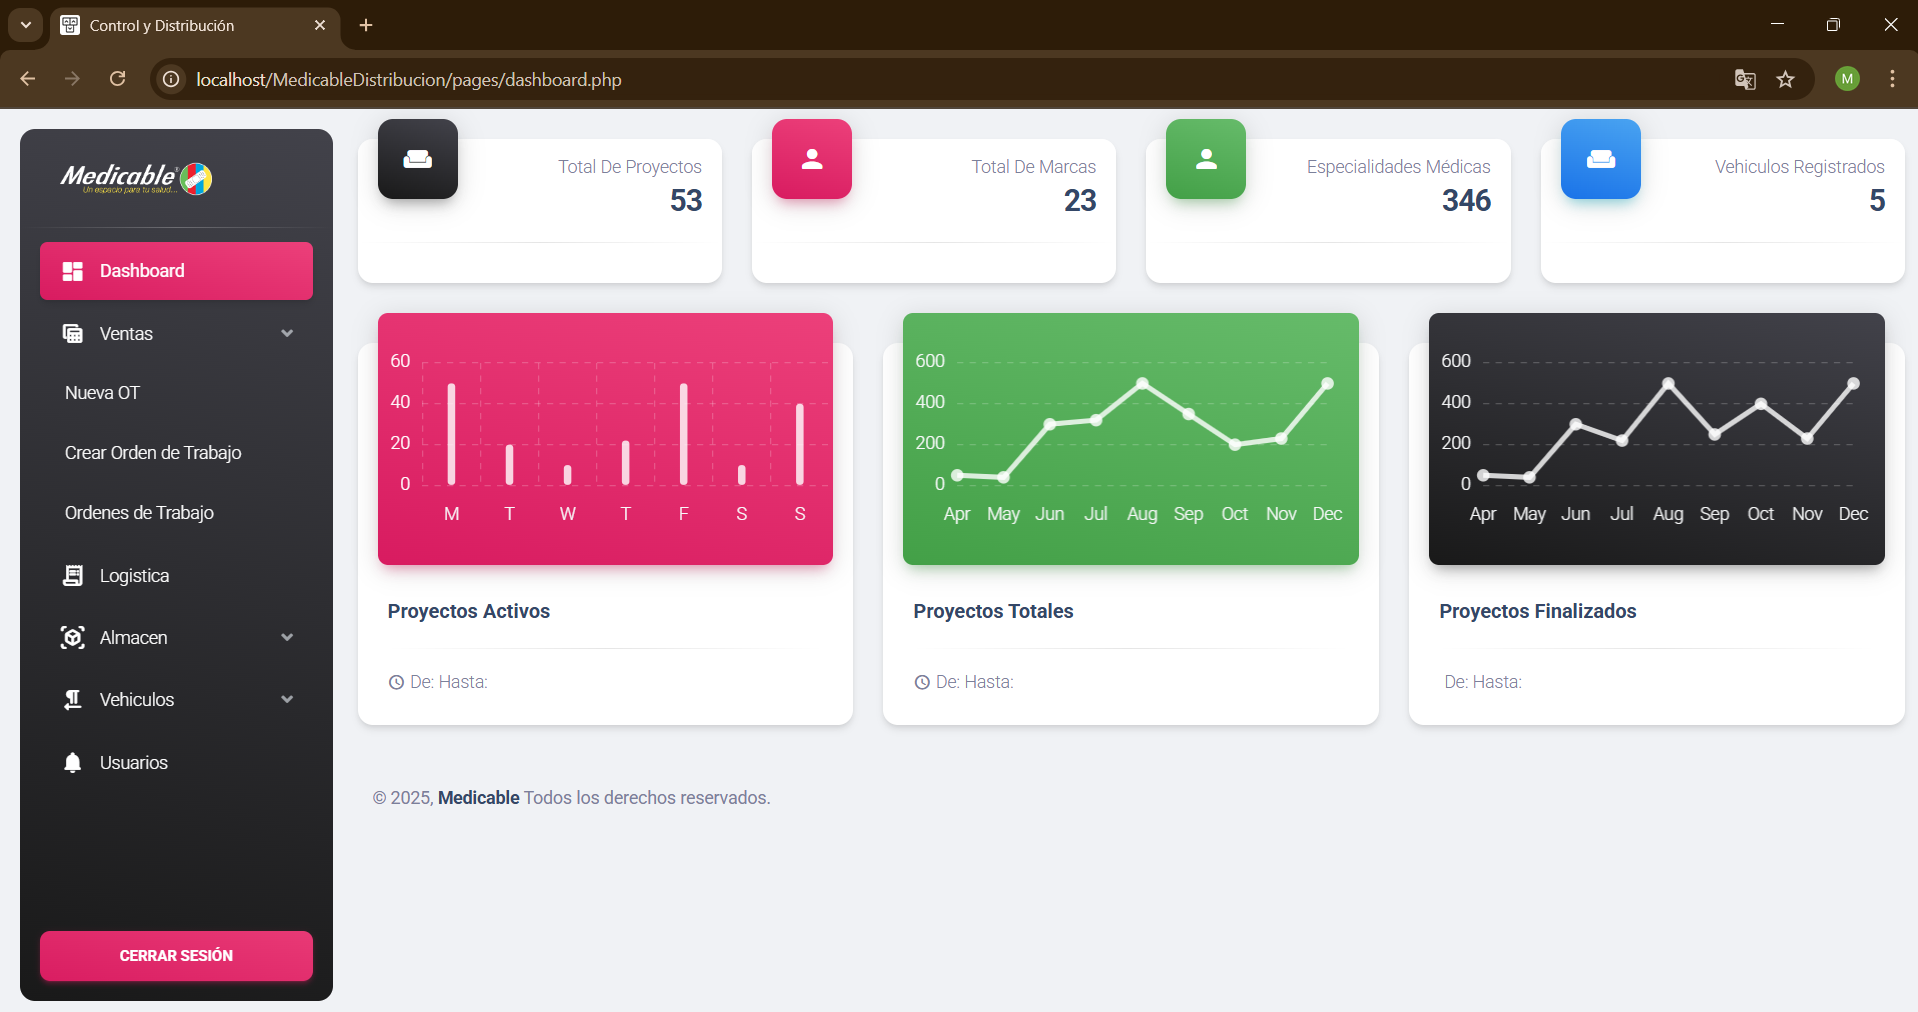 Control y Distribución
localhost/MedicableDistribucion/pages/dashboard.php
M
Medicable®
Un espacio para tu salud...
Dashboard
Ventas
Nueva OT
Crear Orden de Trabajo
Ordenes de Trabajo
Logistica
Almacen
Vehiculos
Usuarios
CERRAR SESIÓN
Total De Proyectos
53
Total De Marcas
23
Especialidades Médicas
346
Vehiculos Registrados
5
60
40
20
0
M T W T F S S
Proyectos Activos
De: Hasta:
600
400
200
0
Apr May Jun Jul Aug Sep Oct Nov Dec
Proyectos Totales
De: Hasta:
600
400
200
0
Apr May Jun Jul Aug Sep Oct Nov Dec
Proyectos Finalizados
De: Hasta:
© 2025, Medicable Todos los derechos reservados.